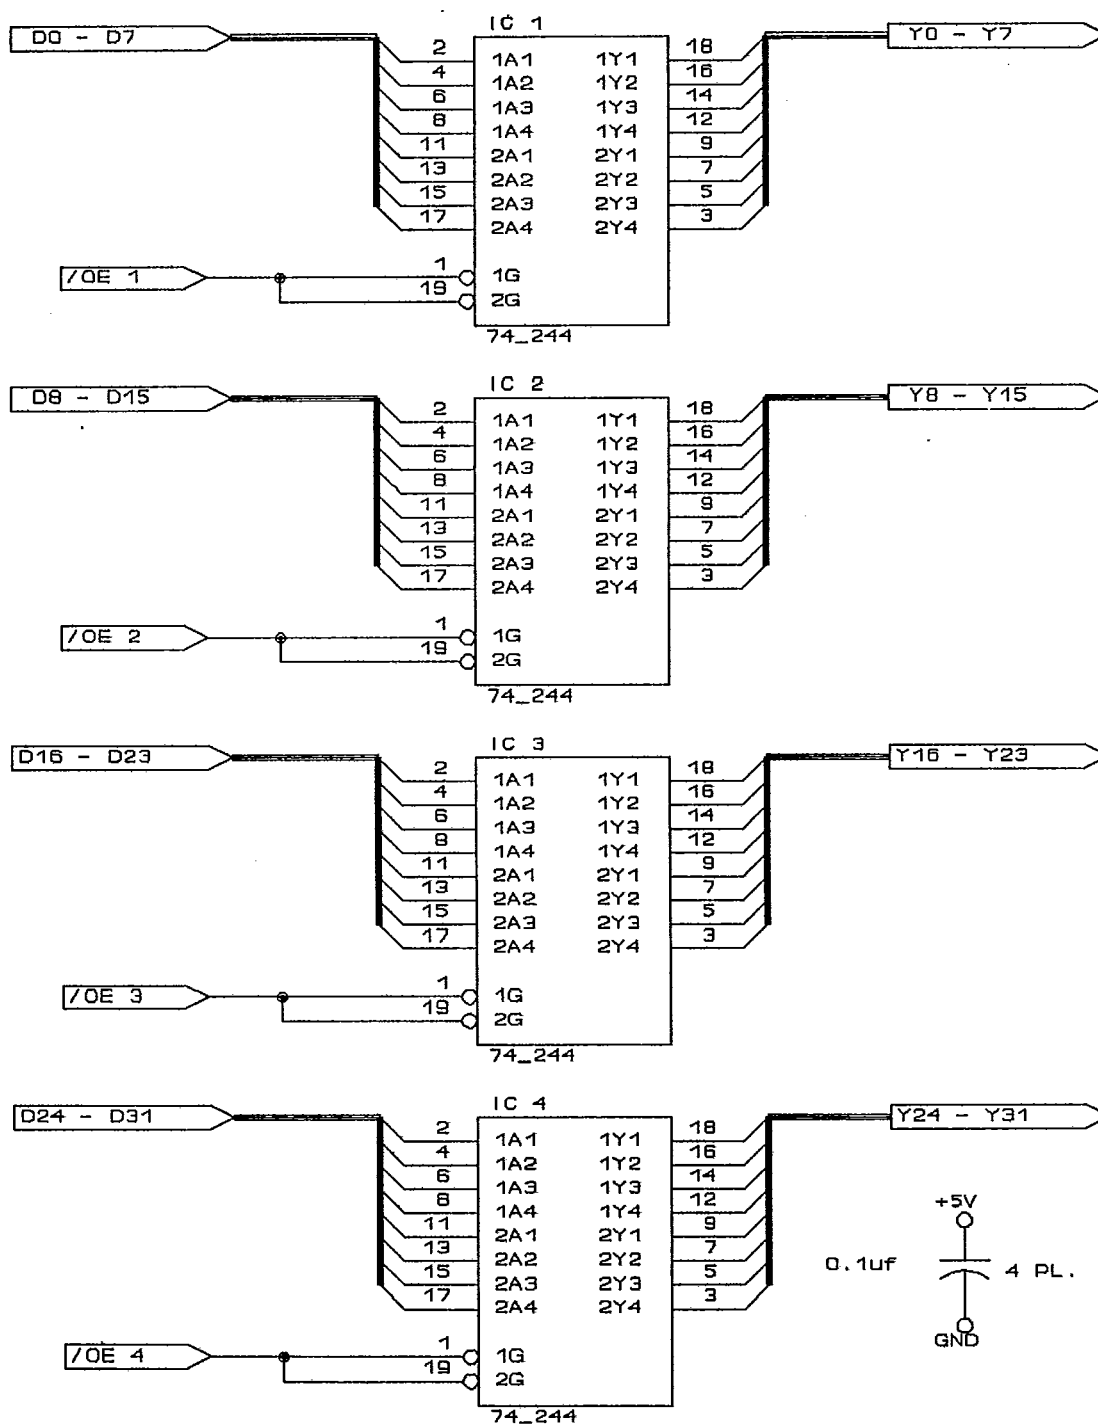 IC 1
D0 - D7
Y0 - Y7
2 1A1 1Y1 18
4 1A2 1Y2 16
6 1A3 1Y3 14
8 1A4 1Y4 12
11 2A1 2Y1 9
13 2A2 2Y2 7
15 2A3 2Y3 5
17 2A4 2Y4 3
/OE 1
1 1G
19 2G
74_244
IC 2
D8 - D15
Y8 - Y15
2 1A1 1Y1 18
4 1A2 1Y2 16
6 1A3 1Y3 14
8 1A4 1Y4 12
11 2A1 2Y1 9
13 2A2 2Y2 7
15 2A3 2Y3 5
17 2A4 2Y4 3
/OE 2
1 1G
19 2G
74_244
IC 3
D16 - D23
Y16 - Y23
2 1A1 1Y1 18
4 1A2 1Y2 16
6 1A3 1Y3 14
8 1A4 1Y4 12
11 2A1 2Y1 9
13 2A2 2Y2 7
15 2A3 2Y3 5
17 2A4 2Y4 3
/OE 3
1 1G
19 2G
74_244
IC 4
D24 - D31
Y24 - Y31
2 1A1 1Y1 18
4 1A2 1Y2 16
6 1A3 1Y3 14
8 1A4 1Y4 12
11 2A1 2Y1 9
13 2A2 2Y2 7
15 2A3 2Y3 5
17 2A4 2Y4 3
/OE 4
1 1G
19 2G
74_244
+5V
0.1uf
4 PL.
GND